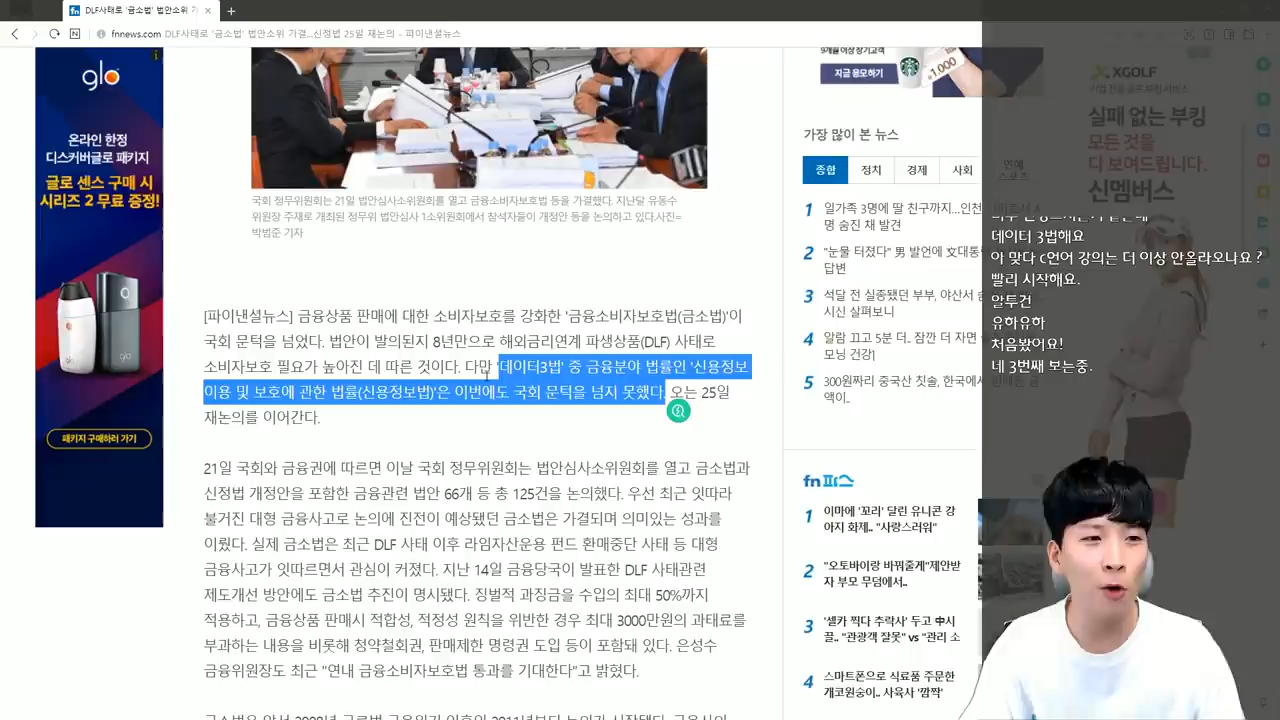 DLF사태로 '금소법' 법안소위 가
fnnews.com DLF사태로 '금소법' 법안소위 가결...신정법 25일 재논의 - 파이낸셜뉴스
glo
온라인 한정
디스커버글로 패키지
글로 센스 구매 시
시리즈 2 무료 증정!
패키지 구매하러 가기
국회 정무위원회는 21일 법안심사소위원회를 열고 금융소비자보호법 등을 가결했다. 지난달 유동수
위원장 주재로 개최된 정무위 법안심사 1소위원회에서 참석자들이 개정안 등을 논의하고 있다.사진=
박범준 기자
[파이낸셜뉴스] 금융상품 판매에 대한 소비자보호를 강화한 '금융소비자보호법(금소법)'이
국회 문턱을 넘었다. 법안이 발의된지 8년만으로 해외금리연계 파생상품(DLF) 사태로
소비자보호 필요가 높아진 데 따른 것이다. 다만 '데이터3법' 중 금융분야 법률인 '신용정보
이용 및 보호에 관한 법률(신용정보법)'은 이번에도 국회 문턱을 넘지 못했다. 오는 25일
재논의를 이어간다.
21일 국회와 금융권에 따르면 이날 국회 정무위원회는 법안심사소위원회를 열고 금소법과
신정법 개정안을 포함한 금융관련 법안 66개 등 총 125건을 논의했다. 우선 최근 잇따라
불거진 대형 금융사고로 논의에 진전이 예상됐던 금소법은 가결되며 의미있는 성과를
이뤘다. 실제 금소법은 최근 DLF 사태 이후 라임자산운용 펀드 환매중단 사태 등 대형
금융사고가 잇따르면서 관심이 커졌다. 지난 14일 금융당국이 발표한 DLF 사태관련
제도개선 방안에도 금소법 추진이 명시됐다. 징벌적 과징금을 수입의 최대 50%까지
적용하고, 금융상품 판매시 적합성, 적정성 원칙을 위반한 경우 최대 3000만원의 과태료를
부과하는 내용을 비롯해 청약철회권, 판매제한 명령권 도입 등이 포함돼 있다. 은성수
금융위원장도 최근 "연내 금융소비자보호법 통과를 기대한다"고 밝혔다.
9개월 이상 장기고객
지금 응모하기
₩1,000
가장 많이 본 뉴스
종합 정치 경제 사회
1 일가족 3명에 딸 친구까지...인천
명 숨진 채 발견
2 "눈물 터졌다" 男 발언에 文대통
답변
3 석달 전 실종됐던 부부, 야산서
시신 살펴보니
4 알람 끄고 5분 더.. 잠깐 더 자면
모닝 건강]
5 300원짜리 중국산 칫솔, 한국에서
액이..
fn파스
1 이마에 '꼬리' 달린 유니콘 강
아지 화제.. "사랑스러워"
2 "오토바이랑 바꿔줄게"제안받
자 부모 무덤에서..
3 '셀카 찍다 추락사' 두고 中시
끌.. "관광객 잘못" vs "관리 소
4 스마트폰으로 식료품 주문한
개코원숭이.. 사육사 '깜짝'
XGOLF
실패 없는 부킹
모든 것을
다 보여드립니다.
신멤버스
연예
스포츠
데이터 3법해요
아 맞다 c언어 강의는 더 이상 안올라오나요?
빨리 시작해요.
알투건
유하유하
처음봤어요!
네 3번째 보는중.